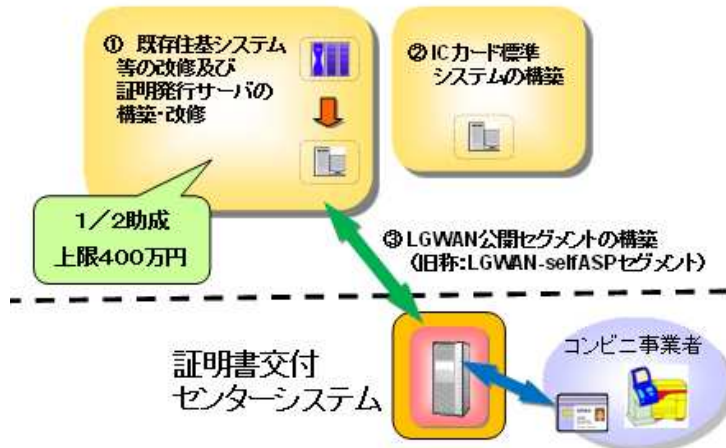 ① 既存住基システム
等の改修及び
証明発行サーバの
構築・改修
②ICカード標準
システムの構築
1/2助成
上限400万円
③LGWAN公開セグメントの構築
(旧称:LGWAN-selfASPセグメント)
証明書交付
センターシステム
コンビニ事業者